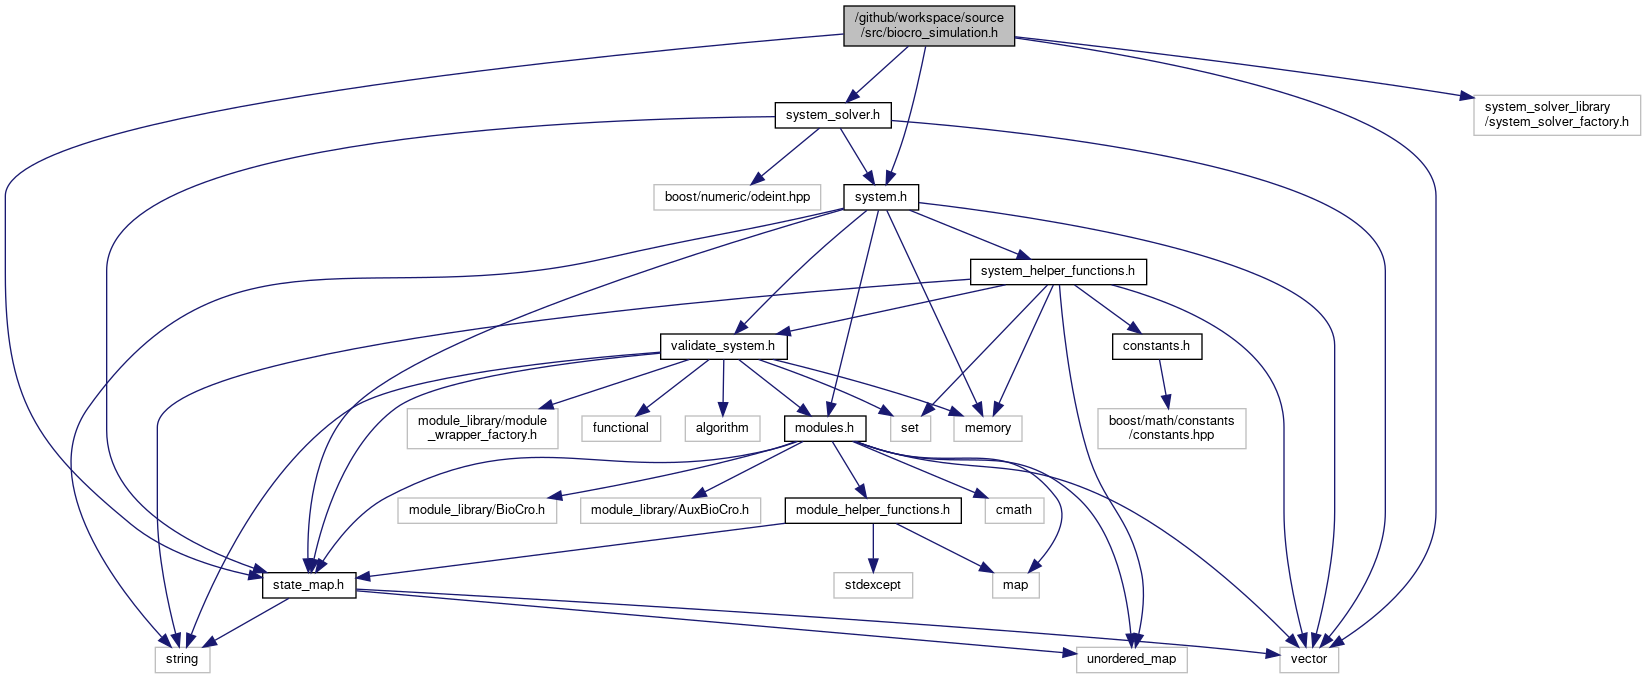 /github/workspace/source
/src/biocro_simulation.h
system_solver.h
system_solver_library
/system_solver_factory.h
boost/numeric/odeint.hpp
system.h
system_helper_functions.h
validate_system.h
constants.h
module_library/module
_wrapper_factory.h
functional
algorithm
modules.h
set
memory
boost/math/constants
/constants.hpp
module_library/BioCro.h
module_library/AuxBioCro.h
module_helper_functions.h
cmath
state_map.h
stdexcept
map
string
unordered_map
vector